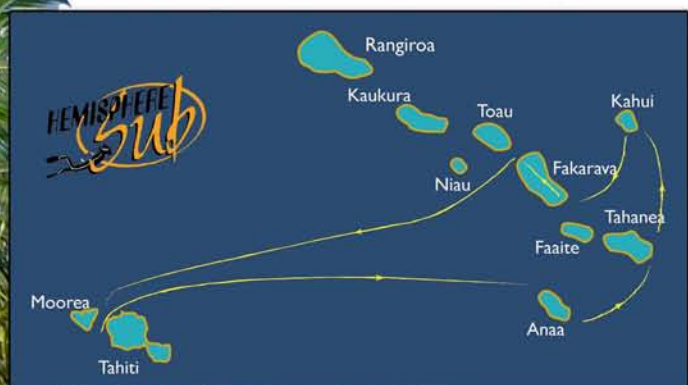 Rangiroa
Kaukura
Toau
Kahui
HEMISPHERE
Sub
Niau
Fakarava
Tahanea
Faaite
Moorea
Anaa
Tahiti